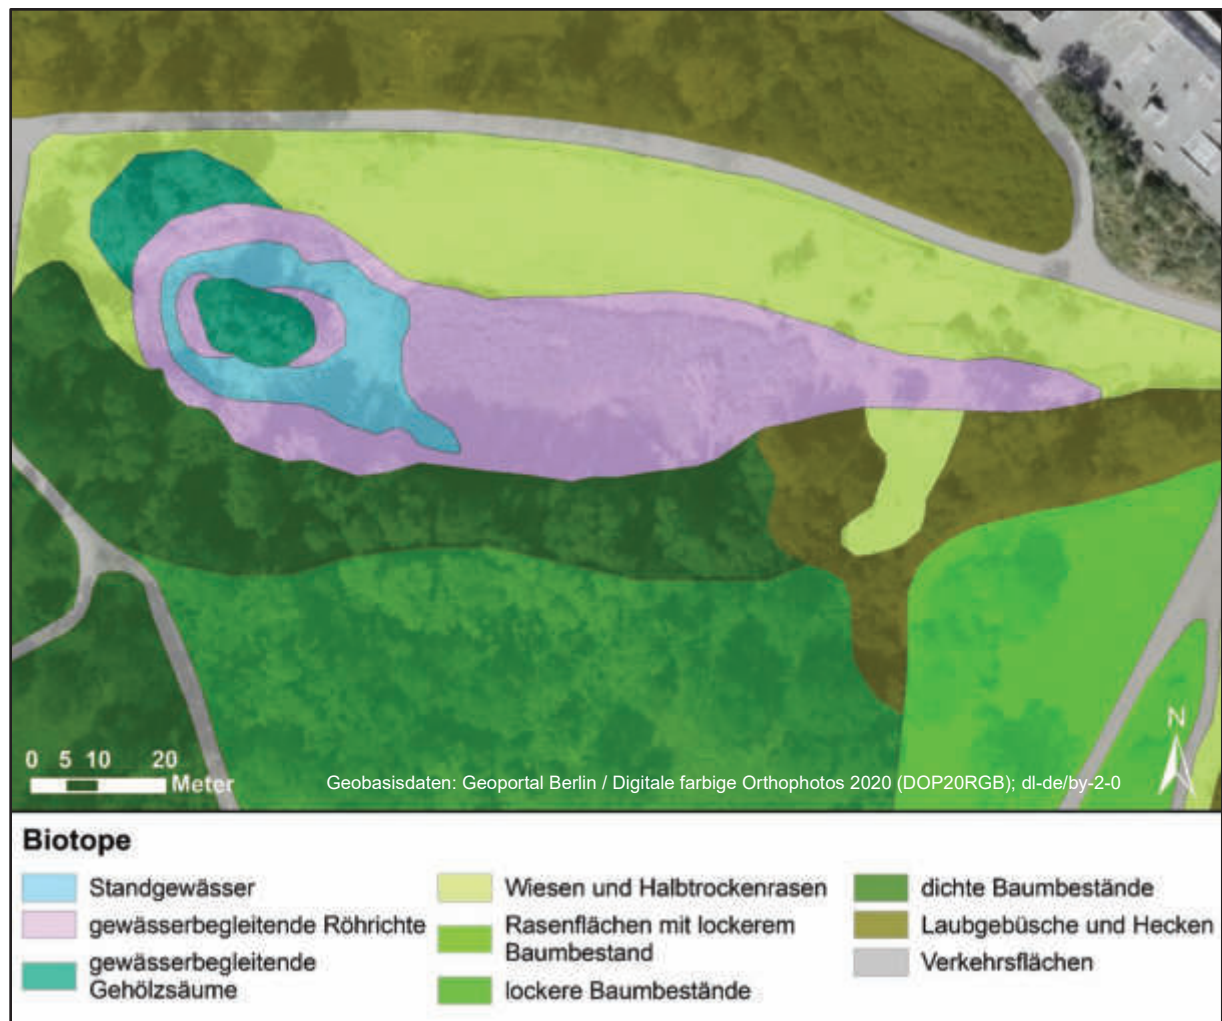 0 5 10 20
Meter
N
Geobasisdaten: Geoportal Berlin / Digitale farbige Orthophotos 2020 (DOP20RGB); dl-de/by-2-0
Biotope
Standgewässer
gewässerbegleitende Röhrichte
gewässerbegleitende
Gehölzsäume
Wiesen und Halbtrockenrasen
Rasenflächen mit lockerem
Baumbestand
lockere Baumbestände
dichte Baumbestände
Laubgebüsche und Hecken
Verkehrsflächen